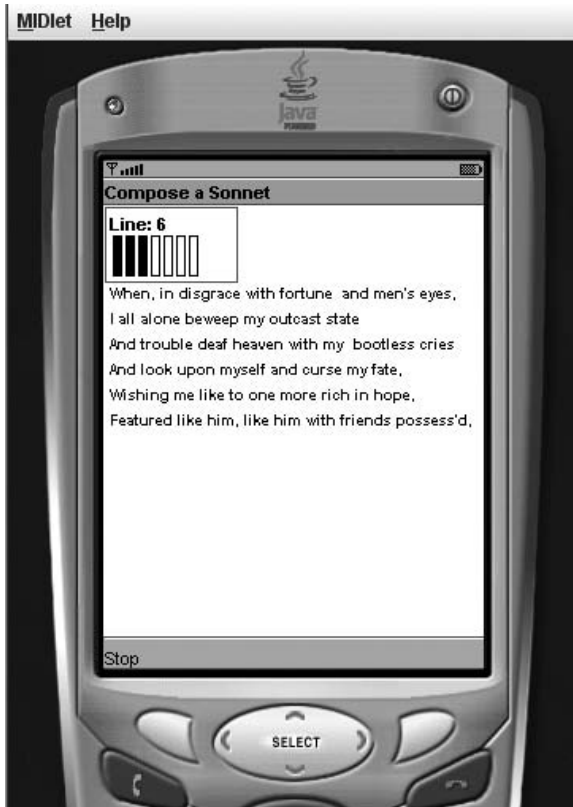 MIDlet Help
Java
POWERED
Compose a Sonnet
Line: 6
When, in disgrace with fortune  and men's eyes,
I all alone beweep my outcast state
And trouble deaf heaven with my  bootless cries
And look upon myself and curse my fate,
Wishing me like to one more rich in hope,
Featured like him, like him with friends possess'd,
Stop
SELECT